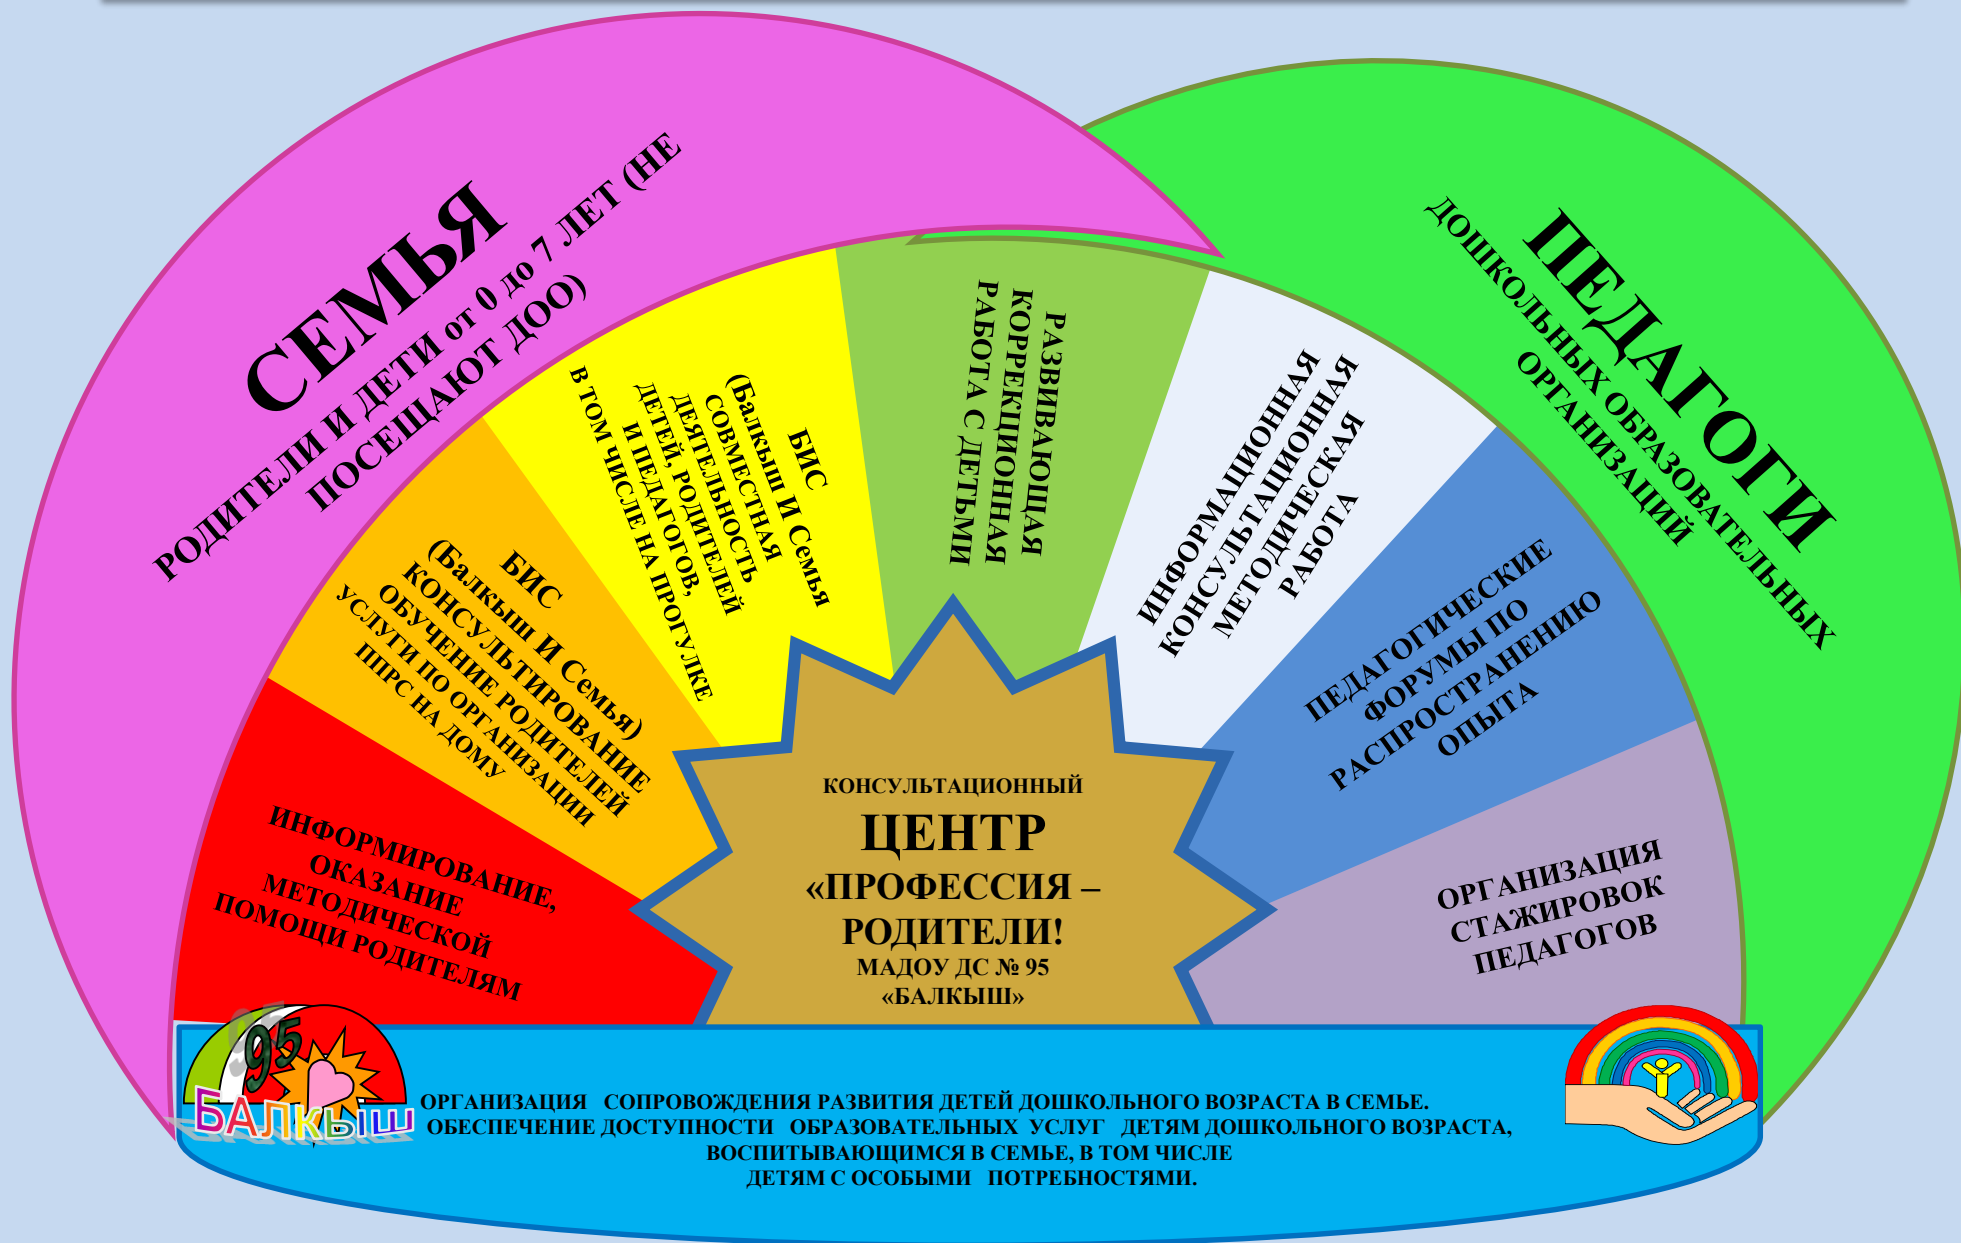 СЕМЬЯ
РОДИТЕЛИ И ДЕТИ от 0 до 7 ЛЕТ (НЕ
ПОСЕЩАЮТ ДОО)
ПЕДАГОГИ
ДОШКОЛЬНЫХ ОБРАЗОВАТЕЛЬНЫХ
ОРГАНИЗАЦИЙ
ИНФОРМИРОВАНИЕ,
ОКАЗАНИЕ
МЕТОДИЧЕСКОЙ
ПОМОЩИ РОДИТЕЛЯМ
БИС
(Балкыш И Семья)
КОНСУЛЬТИРОВАНИЕ
ОБУЧЕНИЕ РОДИТЕЛЕЙ
УСЛУГИ ПО ОРГАНИЗАЦИИ
ППРС НА ДОМУ
БИС
(Балкыш И Семья
СОВМЕСТНАЯ
ДЕЯТЕЛЬНОСТЬ
ДЕТЕЙ, РОДИТЕЛЕЙ
И ПЕДАГОГОВ,
В ТОМ ЧИСЛЕ НА ПРОГУЛКЕ
РАЗВИВАЮЩАЯ
КОРРЕКЦИОННАЯ
РАБОТА С ДЕТЬМИ
ИНФОРМАЦИОННАЯ
КОНСУЛЬТАЦИОННАЯ
МЕТОДИЧЕСКАЯ
РАБОТА
ПЕДАГОГИЧЕСКИЕ
ФОРУМЫ ПО
РАСПРОСТРАНЕНИЮ
ОПЫТА
ОРГАНИЗАЦИЯ
СТАЖИРОВОК
ПЕДАГОГОВ
КОНСУЛЬТАЦИОННЫЙ
ЦЕНТР
«ПРОФЕССИЯ –
РОДИТЕЛИ!
МАДОУ ДС № 95
«БАЛКЫШ»
95
БАЛКЫШ
ОРГАНИЗАЦИЯ СОПРОВОЖДЕНИЯ РАЗВИТИЯ ДЕТЕЙ ДОШКОЛЬНОГО ВОЗРАСТА В СЕМЬЕ.
ОБЕСПЕЧЕНИЕ ДОСТУПНОСТИ ОБРАЗОВАТЕЛЬНЫХ УСЛУГ ДЕТЯМ ДОШКОЛЬНОГО ВОЗРАСТА,
ВОСПИТЫВАЮЩИМСЯ В СЕМЬЕ, В ТОМ ЧИСЛЕ
ДЕТЯМ С ОСОБЫМИ ПОТРЕБНОСТЯМИ.